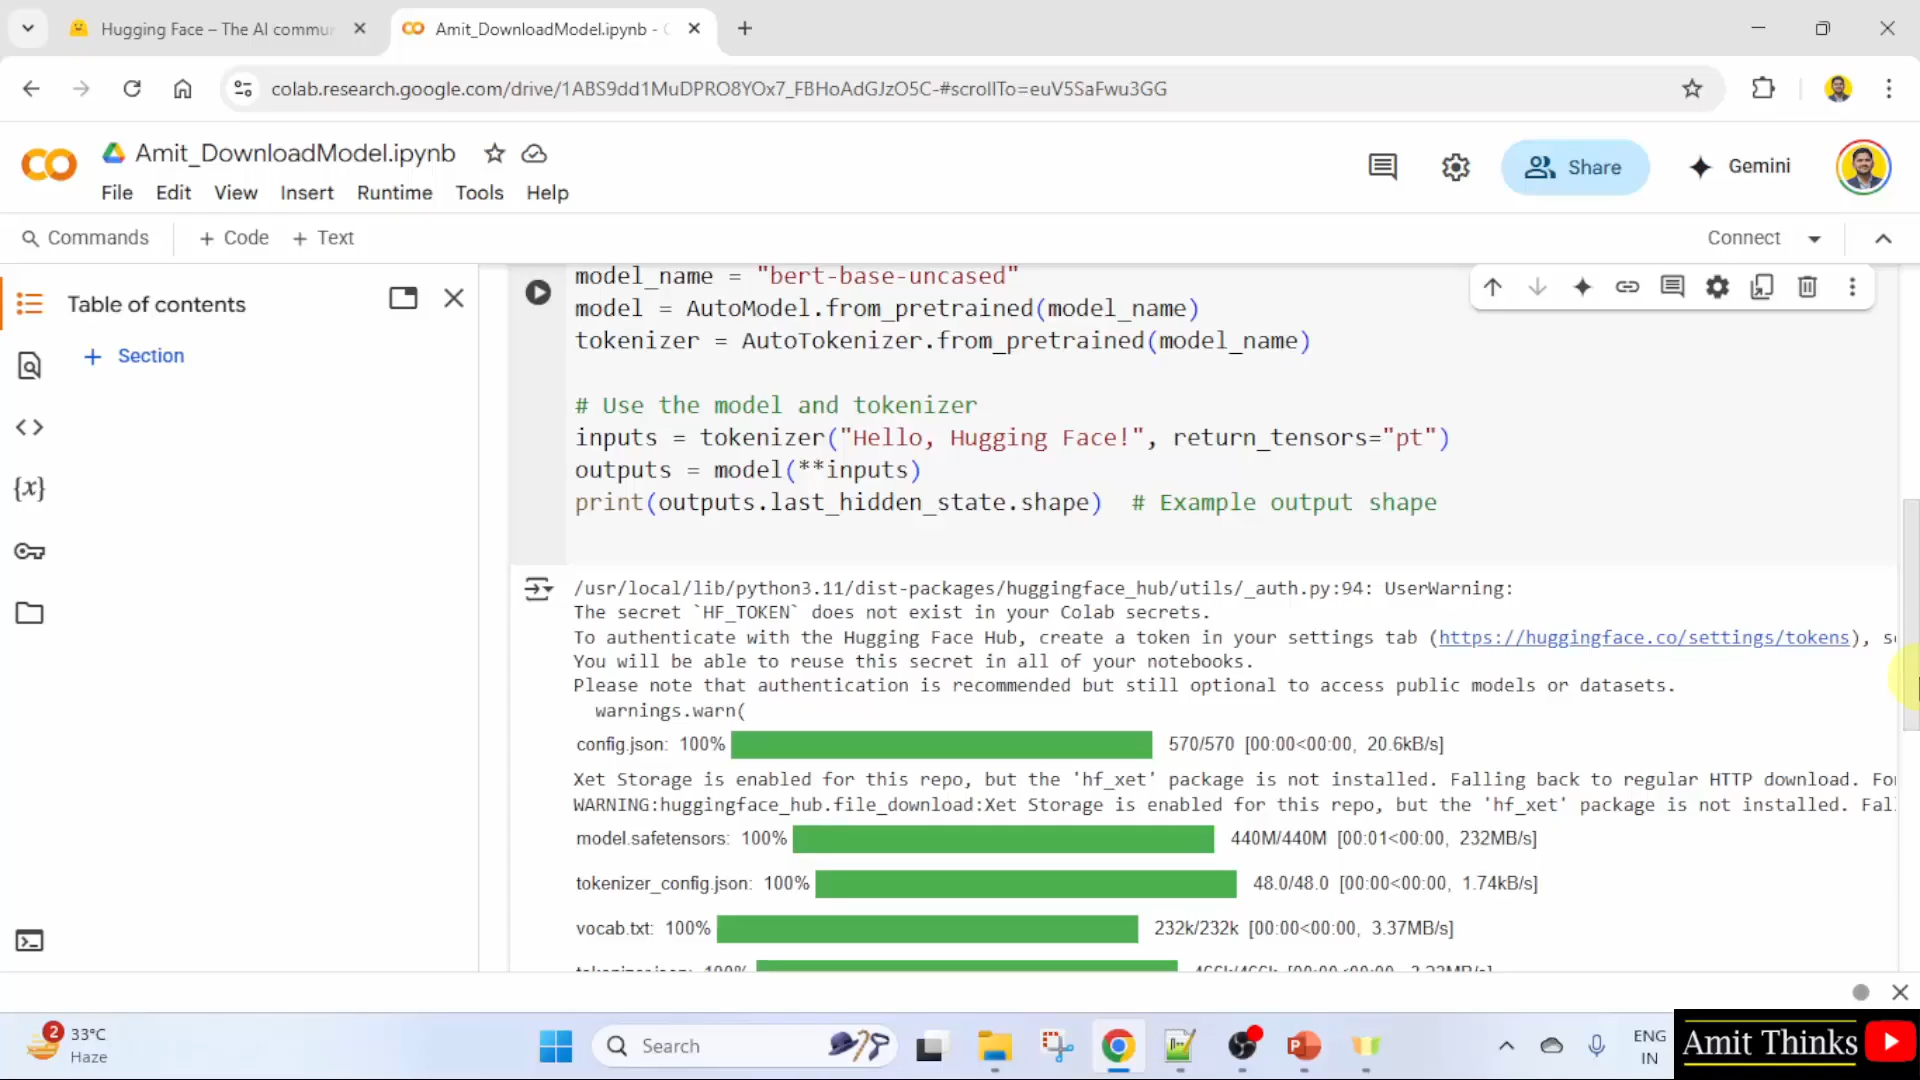 Hugging Face – The AI commu
Amit_DownloadModel.ipynb -
colab.research.google.com/drive/1ABS9dd1MuDPRO8YOx7_FBHoAdGJzO5C-#scrollTo=euV5SaFwu3GG
Amit_DownloadModel.ipynb
File Edit View Insert Runtime Tools Help
Share
Gemini
Commands
+ Code + Text
Connect
Table of contents
+ Section
model_name = "bert-base-uncased"
model = AutoModel.from_pretrained(model_name)
tokenizer = AutoTokenizer.from_pretrained(model_name)
# Use the model and tokenizer
inputs = tokenizer("Hello, Hugging Face!", return_tensors="pt")
outputs = model(**inputs)
print(outputs.last_hidden_state.shape)  # Example output shape
/usr/local/lib/python3.11/dist-packages/huggingface_hub/utils/_auth.py:94: UserWarning:
The secret `HF_TOKEN` does not exist in your Colab secrets.
To authenticate with the Hugging Face Hub, create a token in your settings tab (https://huggingface.co/settings/tokens), s
You will be able to reuse this secret in all of your notebooks.
Please note that authentication is recommended but still optional to access public models or datasets.
warnings.warn(
config.json: 100% 570/570 [00:00<00:00, 20.6kB/s]
Xet Storage is enabled for this repo, but the 'hf_xet' package is not installed. Falling back to regular HTTP download. Fo
WARNING:huggingface_hub.file_download:Xet Storage is enabled for this repo, but the 'hf_xet' package is not installed. Fal
model.safetensors: 100% 440M/440M [00:01<00:00, 232MB/s]
tokenizer_config.json: 100% 48.0/48.0 [00:00<00:00, 1.74kB/s]
vocab.txt: 100% 232k/232k [00:00<00:00, 3.37MB/s]
2
33°C
Haze
Search
ENG
IN
Amit Thinks